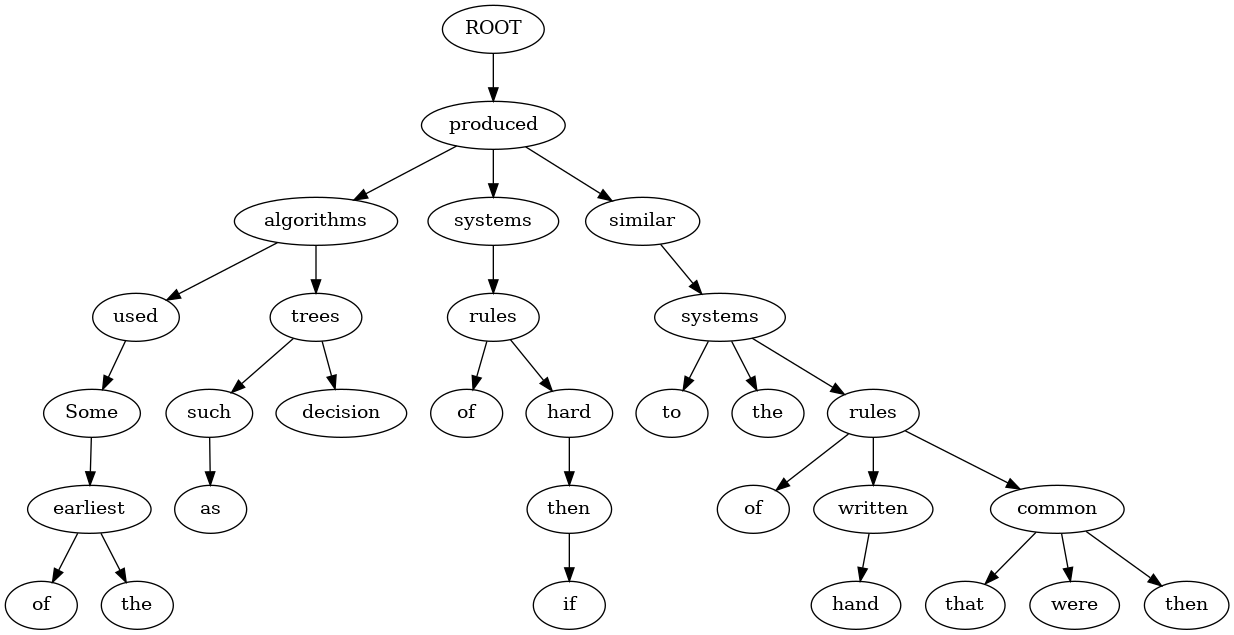 ROOT
produced
algorithms systems similar
used trees rules systems
Some such decision of hard to the rules
earliest as then of written common
of the if hand that were then